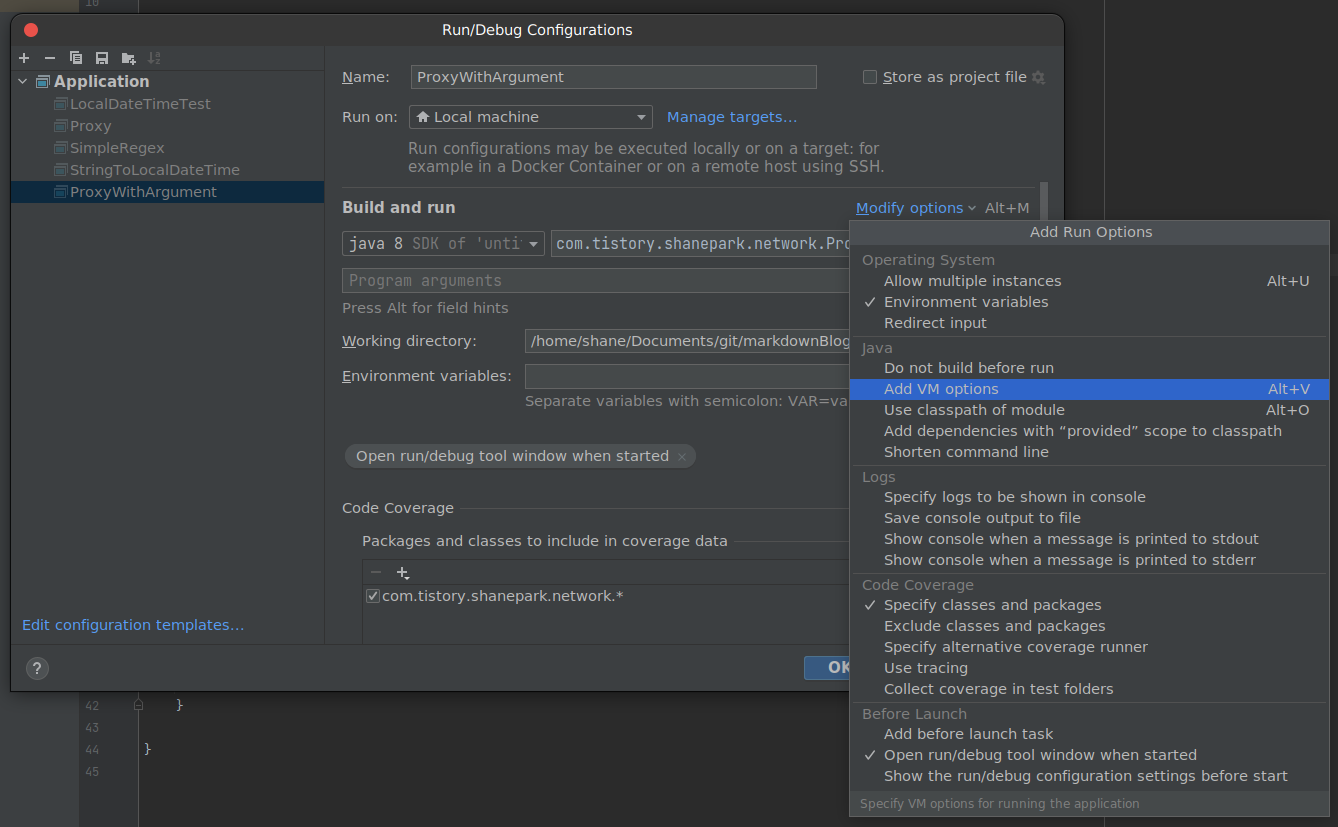 10
Run/Debug Configurations
Application
LocalDateTimeTest
Proxy
SimpleRegex
StringToLocalDateTime
ProxyWithArgument
Edit configuration templates…
?
Name:
ProxyWithArgument
Store as project file
Run on:
Local machine
Manage targets…
Run configurations may be executed locally or on a target: for
example in a Docker Container or on a remote host using SSH.
Build and run
Modify options
Alt+M
java 8 SDK of 'unti
com.tistory.shanepark.network.Pro
Program arguments
Press Alt for field hints
Working directory:
/home/shane/Documents/git/markdownBlog
Environment variables:
Separate variables with semicolon: VAR=va
Open run/debug tool window when started ×
Code Coverage
Packages and classes to include in coverage data
com.tistory.shanepark.network.*
OK
Add Run Options
Operating System
Allow multiple instances Alt+U
Environment variables
Redirect input
Java
Do not build before run
Add VM options Alt+V
Use classpath of module Alt+O
Add dependencies with “provided” scope to classpath
Shorten command line
Logs
Specify logs to be shown in console
Save console output to file
Show console when a message is printed to stdout
Show console when a message is printed to stderr
Code Coverage
Specify classes and packages
Exclude classes and packages
Specify alternative coverage runner
Use tracing
Collect coverage in test folders
Before Launch
Add before launch task
Open run/debug tool window when started
Show the run/debug configuration settings before start
Specify VM options for running the application
42 }
43
44 }
45